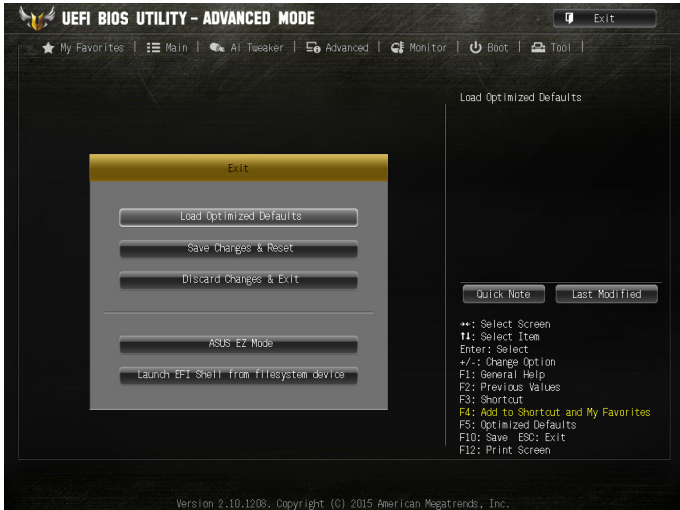 UEFI BIOS UTILITY – ADVANCED MODE
Exit
My Favorites | Main | Ai Tweaker | Advanced | Monitor | Boot | Tool |
Load Optimized Defaults
Exit
Load Optimized Defaults
Save Changes & Reset
Discard Changes & Exit
ASUS EZ Mode
Launch EFI Shell from filesystem device
Quick Note
Last Modified
→←: Select Screen
↑↓: Select Item
Enter: Select
+/-: Change Option
F1: General Help
F2: Previous Values
F3: Shortcut
F4: Add to Shortcut and My Favorites
F5: Optimized Defaults
F10: Save ESC: Exit
F12: Print Screen
Version 2.10.1208. Copyright (C) 2015 American Megatrends, Inc.